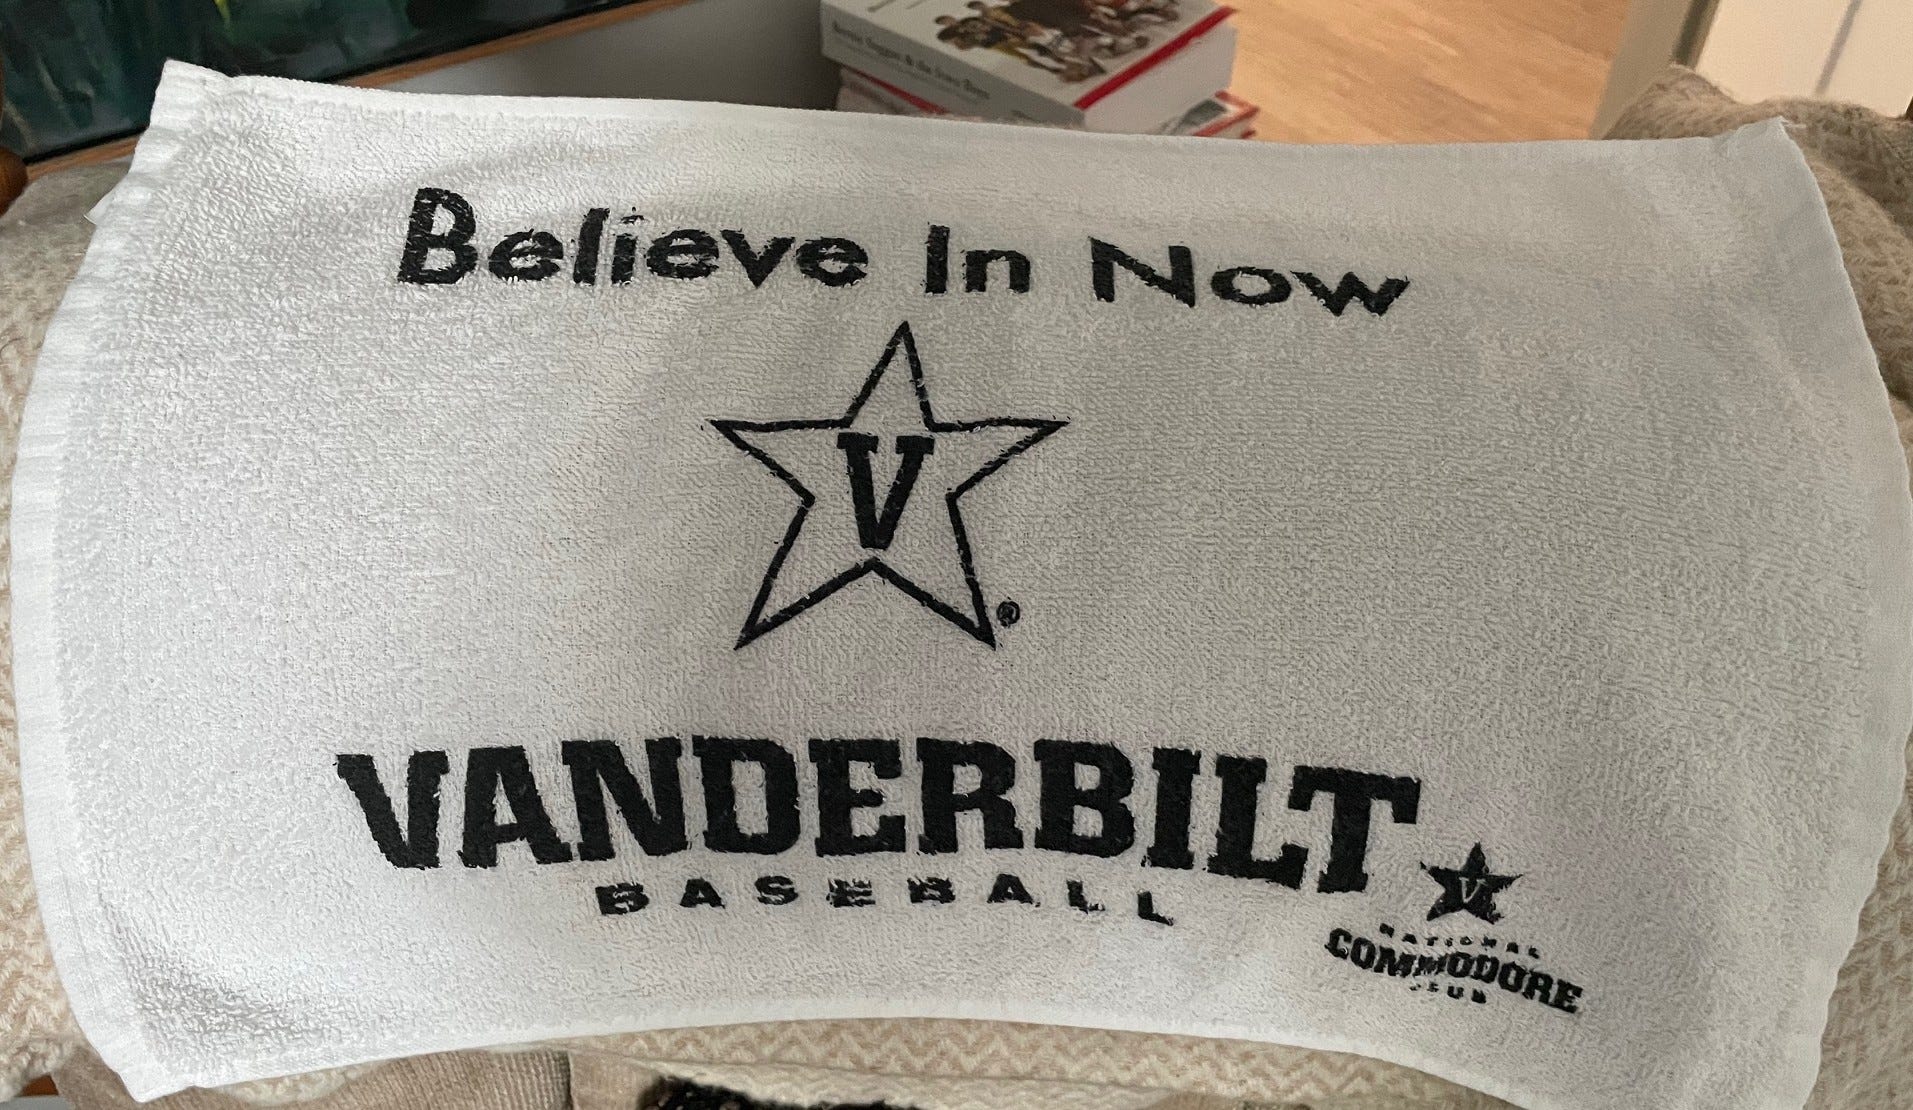 Believe In Now
V
®
VANDERBILT
BASEBALL
V
NATIONAL
COMMODORE
CLUB